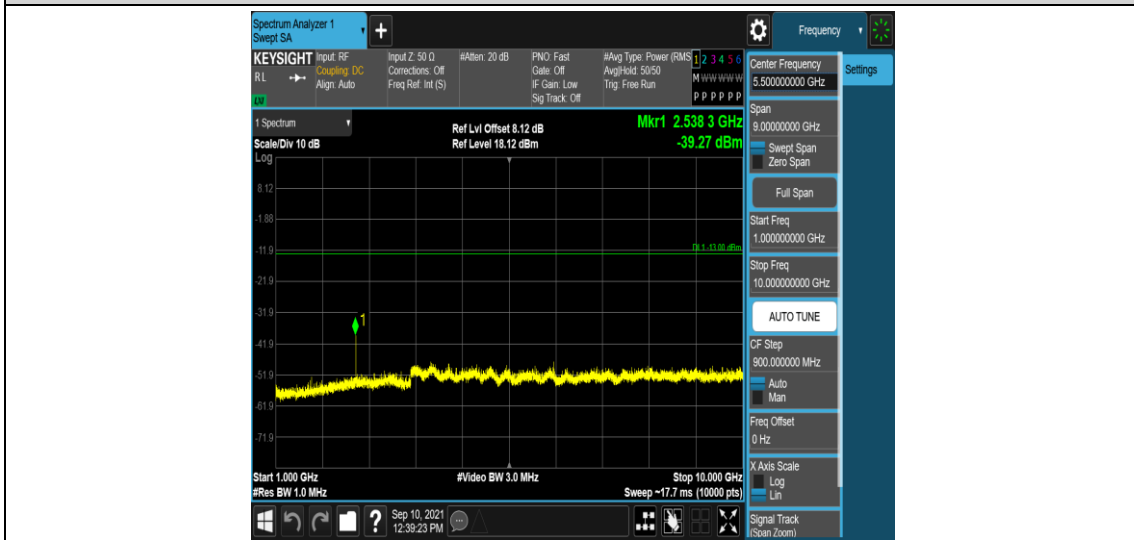 Spectrum Analyzer 1
Swept SA
+
Frequency
KEYSIGHT
RL
Input: RF
Coupling: DC
Align: Auto
Input Z: 50 Ω
Corrections: Off
Freq Ref: Int (S)
#Atten: 20 dB
PNO: Fast
Gate: Off
IF Gain: Low
Sig Track: Off
#Avg Type: Power (RMS
Avg|Hold: 50/50
Trig: Free Run
1 2 3 4 5 6
M W W W W W
P P P P P P
1 Spectrum
Scale/Div 10 dB
Log
Ref Lvl Offset 8.12 dB
Ref Level 18.12 dBm
Mkr1 2.538 3 GHz
-39.27 dBm
8.12
-1.88
-11.9
DL1 -13.00 dBm
-21.9
-31.9
1
-41.9
-51.9
-61.9
-71.9
Start 1.000 GHz
#Res BW 1.0 MHz
#Video BW 3.0 MHz
Stop 10.000 GHz
Sweep ~17.7 ms (10000 pts)
Center Frequency
5.500000000 GHz
Settings
Span
9.00000000 GHz
Swept Span
Zero Span
Full Span
Start Freq
1.000000000 GHz
Stop Freq
10.000000000 GHz
AUTO TUNE
CF Step
900.000000 MHz
Auto
Man
Freq Offset
0 Hz
X Axis Scale
Log
Lin
Signal Track
(Span Zoom)
?
Sep 10, 2021
12:39:23 PM